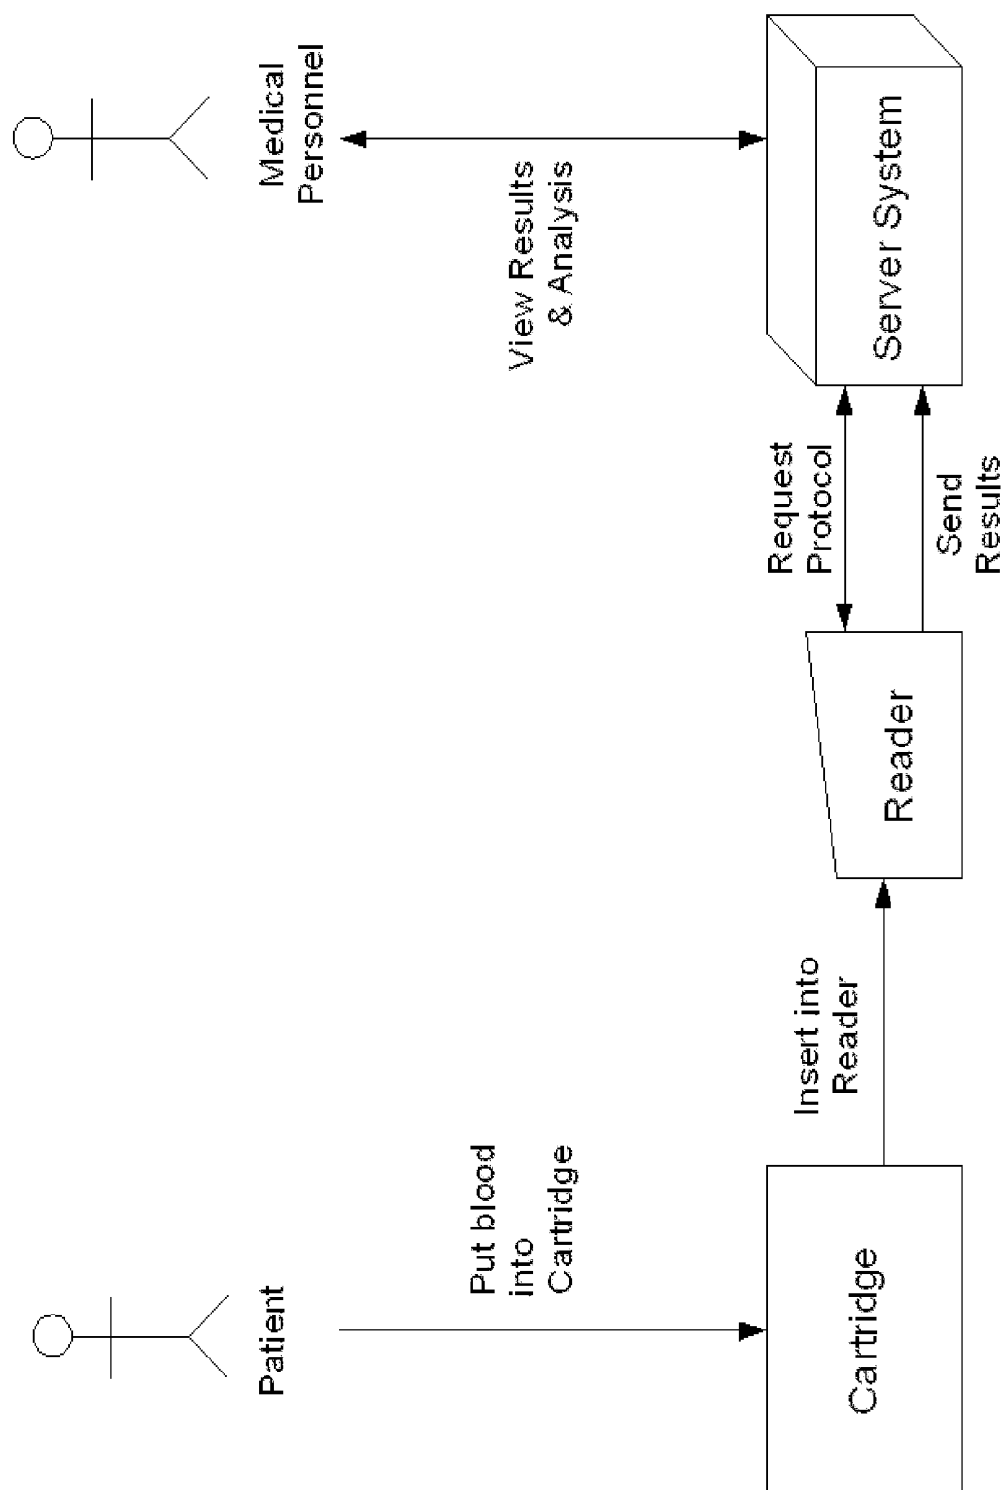 Patient
Put blood
into
Cartridge
Cartridge
Insert into
Reader
Reader
Request
Protocol
Send
Results
Server System
View Results
& Analysis
Medical
Personnel